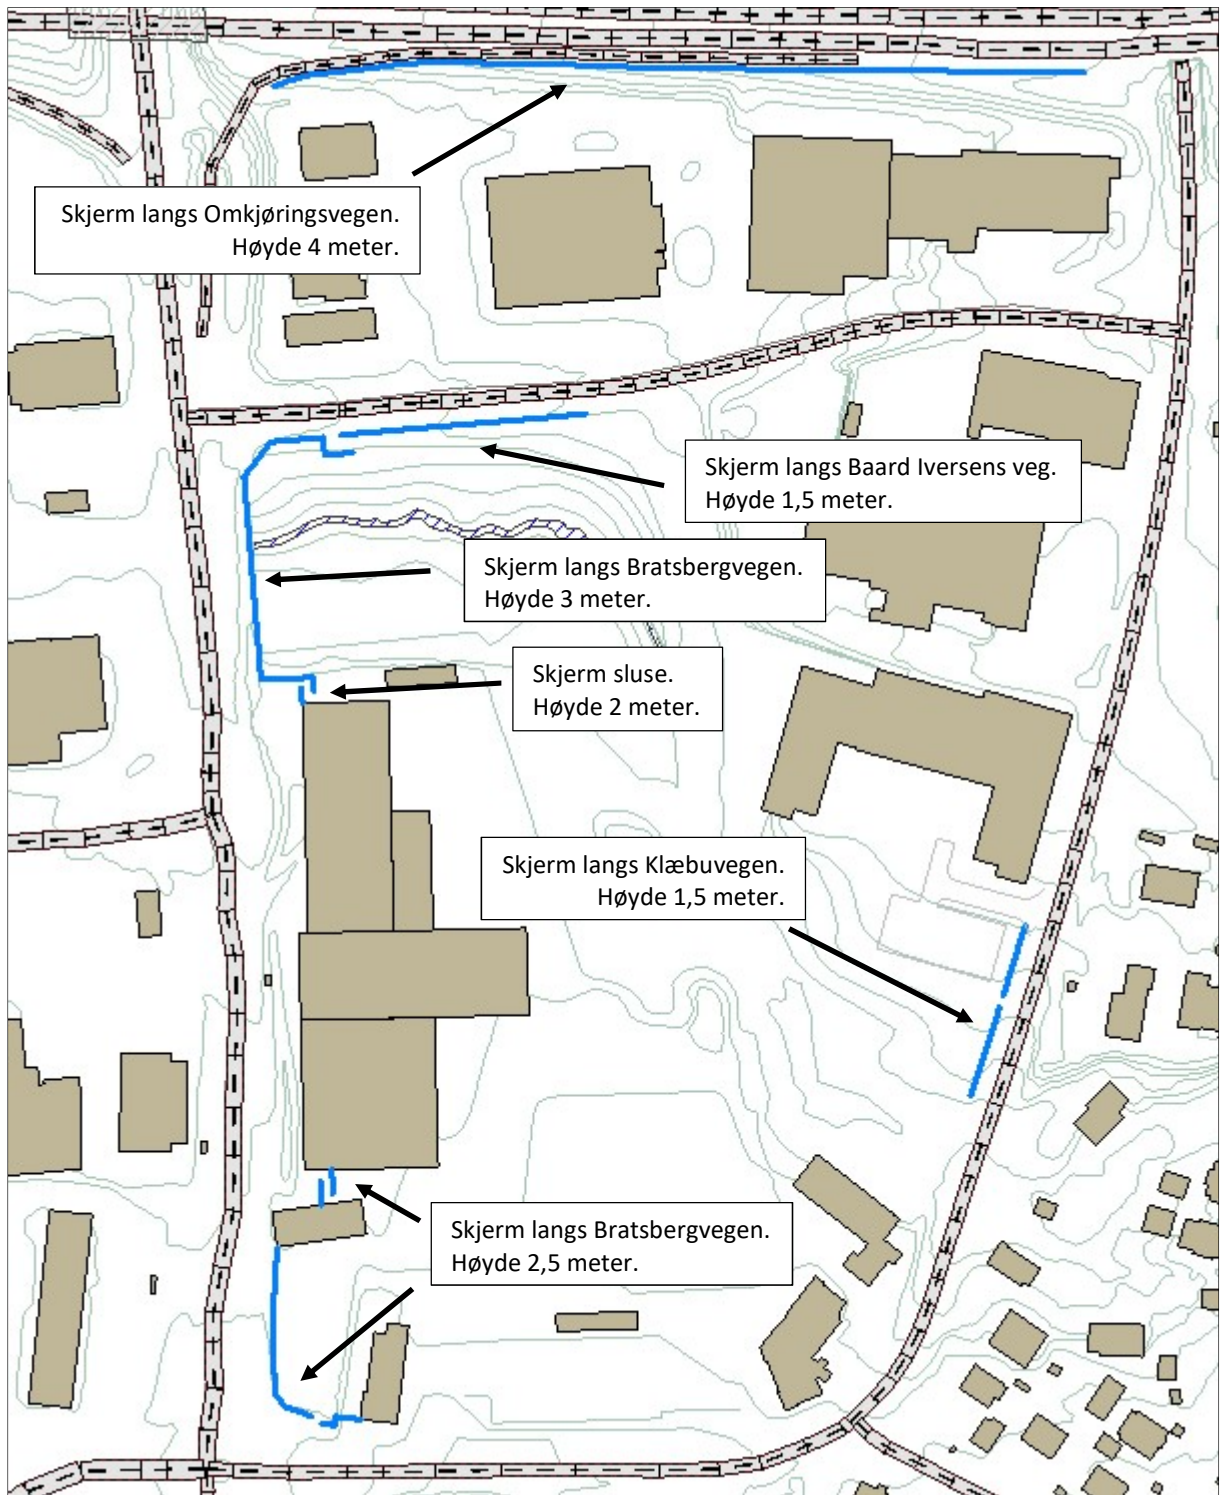 Skjerm langs Omkjøringsvegen.
Høyde 4 meter.
Skjerm langs Baard Iversens veg.
Høyde 1,5 meter.
Skjerm langs Bratsbergvegen.
Høyde 3 meter.
Skjerm sluse.
Høyde 2 meter.
Skjerm langs Klæbuvegen.
Høyde 1,5 meter.
Skjerm langs Bratsbergvegen.
Høyde 2,5 meter.